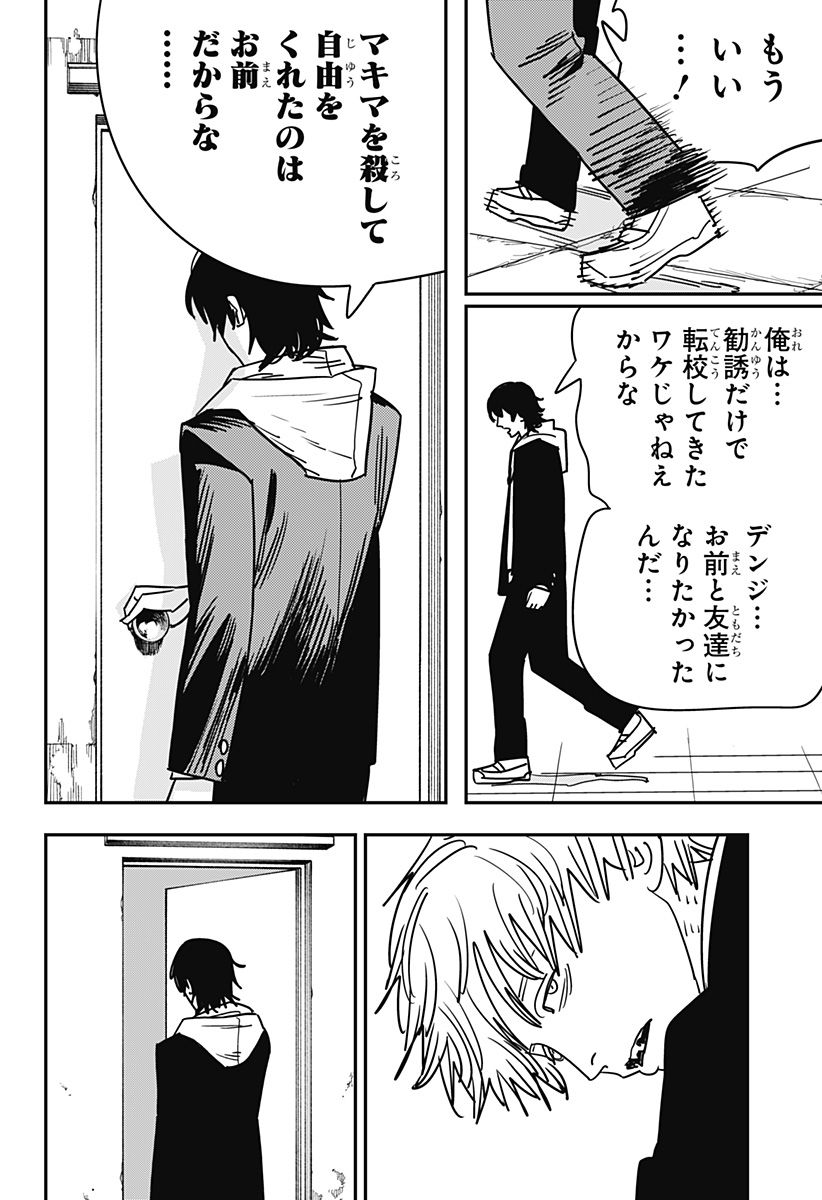 もう
いい
…！
俺は…
勧誘だけで
転校してきた
ワケじゃねえ
からな
デンジ…
お前と友達に
なりたかった
んだ…
マキマを殺して
自由を
くれたのは
お前
だからな
……